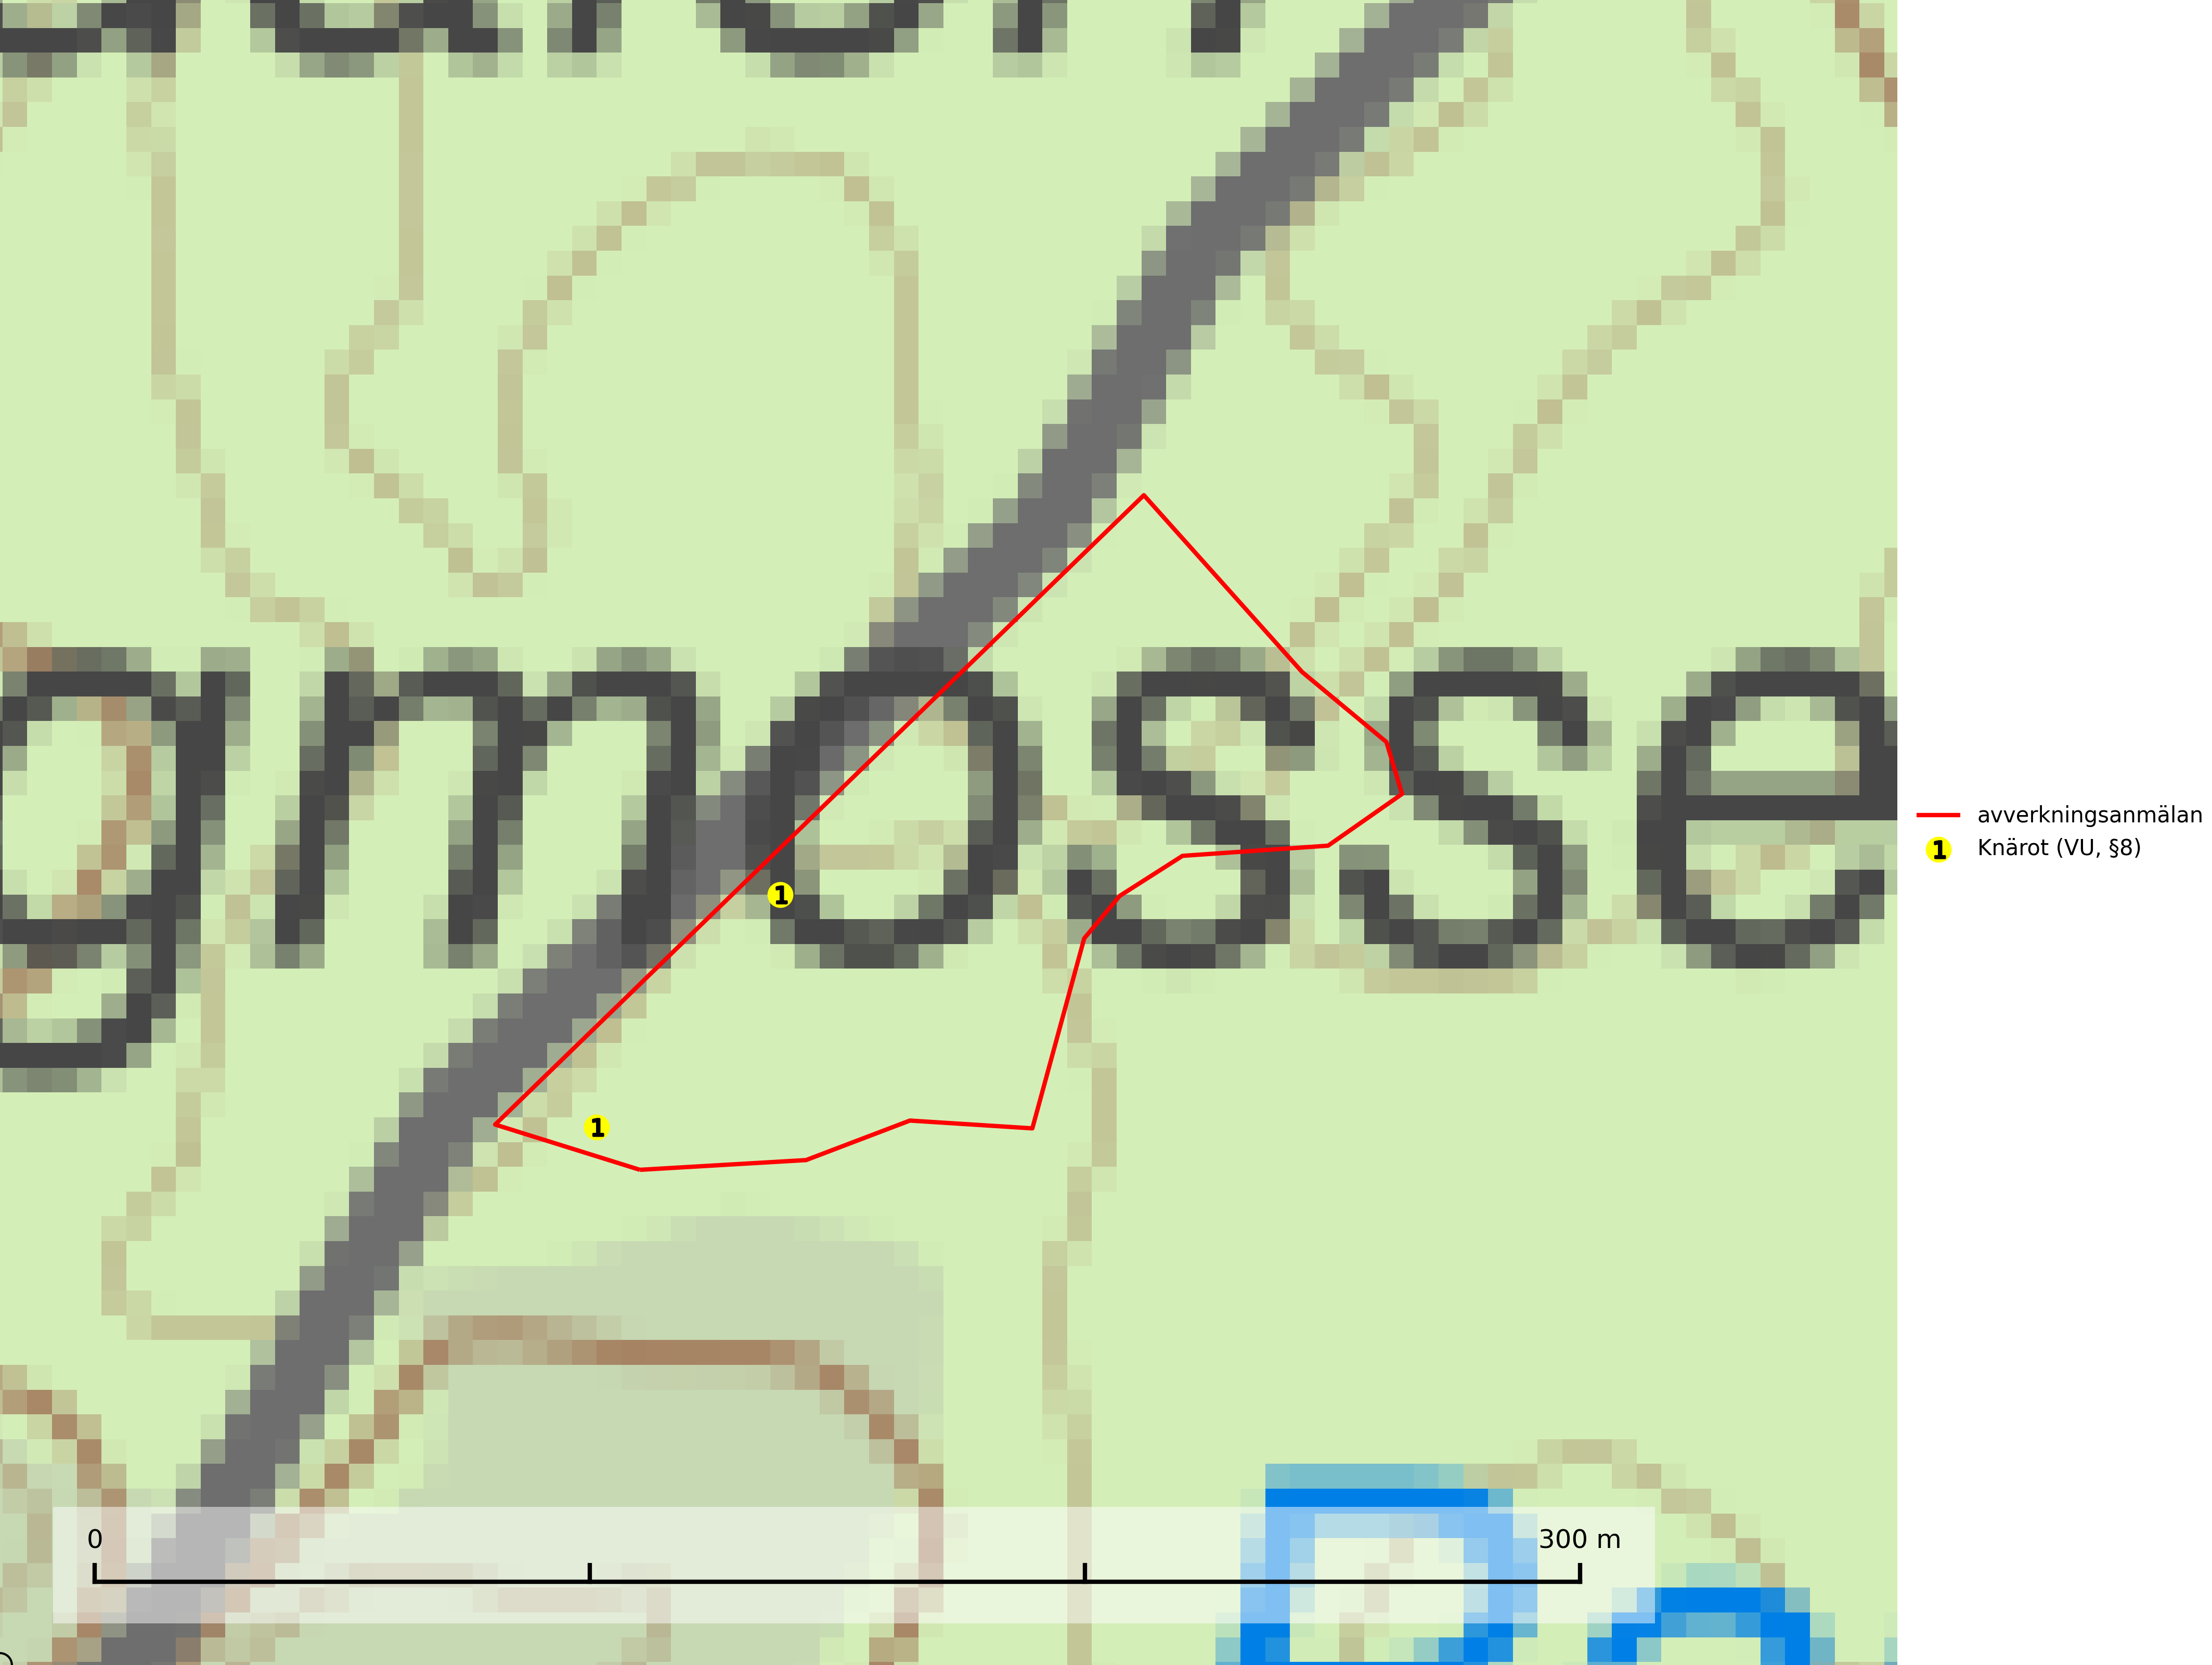 gmosse
1
1
avverkningsanmälan
1 Knärot (VU, §8)
0 300 m